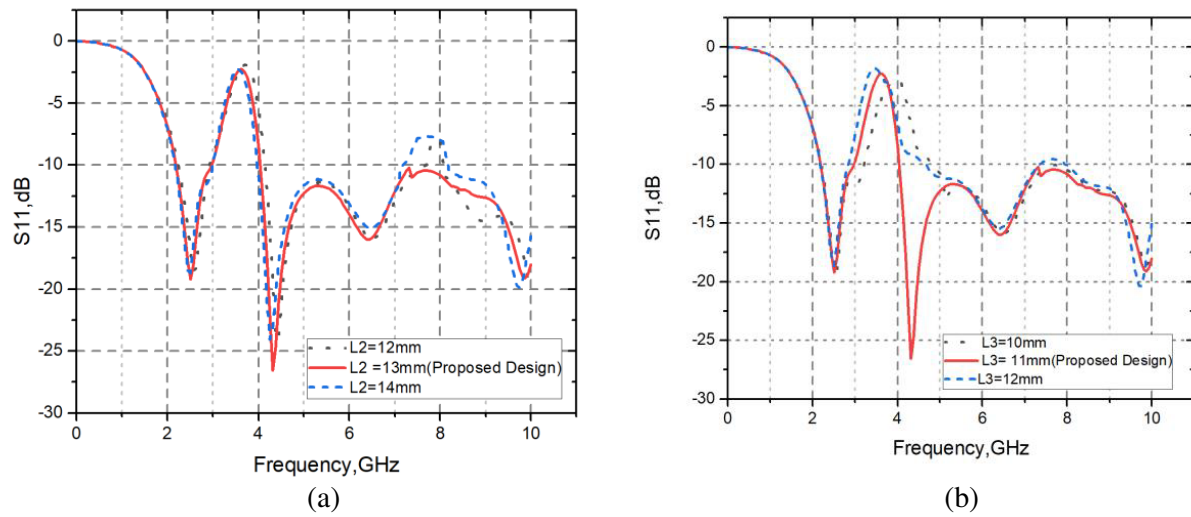 0
-5
-10
-15
-20
-25
-30
S11,dB
L2=12mm
L2 =13mm(Proposed Design)
L2=14mm
0 2 4 6 8 10
Frequency,GHz
(a)
0
-5
-10
-15
-20
-25
-30
S11,dB
L3=10mm
L3= 11mm(Proposed Design)
L3=12mm
0 2 4 6 8 10
Frequency,GHz
(b)